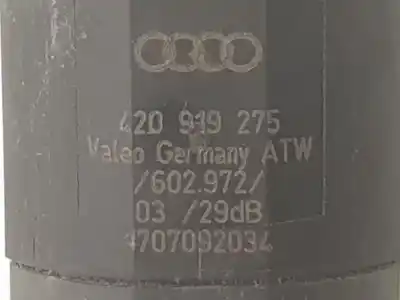 420 919 275
Valeo Germany ATW
/602.972/
03 /29dB
4707092034